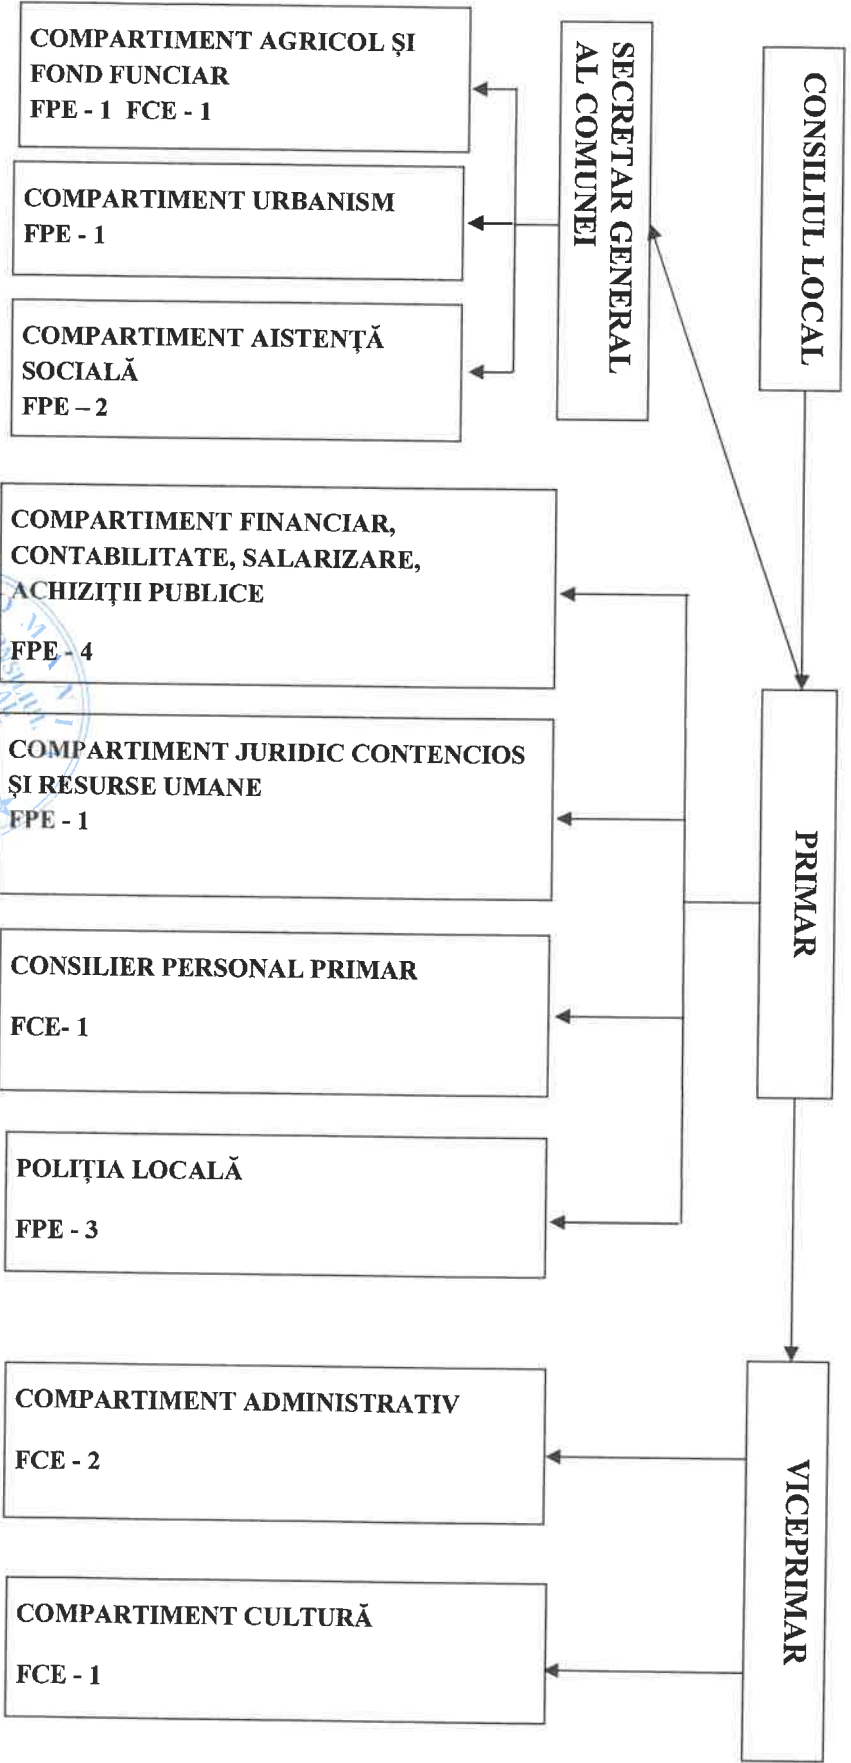 CONSILIUL LOCAL
SECRETAR GENERAL
AL COMUNEI
COMPARTIMENT AGRICOL ȘI
FOND FUNCIAR
FPE - 1 FCE - 1
COMPARTIMENT URBANISM
FPE - 1
COMPARTIMENT AISTENȚĂ
SOCIALĂ
FPE – 2
PRIMAR
COMPARTIMENT FINANCIAR,
CONTABILITATE, SALARIZARE,
ACHIZIȚII PUBLICE
FPE - 4
COMPARTIMENT JURIDIC CONTENCIOS
ȘI RESURSE UMANE
FPE - 1
CONSILIER PERSONAL PRIMAR
FCE- 1
POLIȚIA LOCALĂ
FPE - 3
VICEPRIMAR
COMPARTIMENT ADMINISTRATIV
FCE - 2
COMPARTIMENT CULTURĂ
FCE - 1